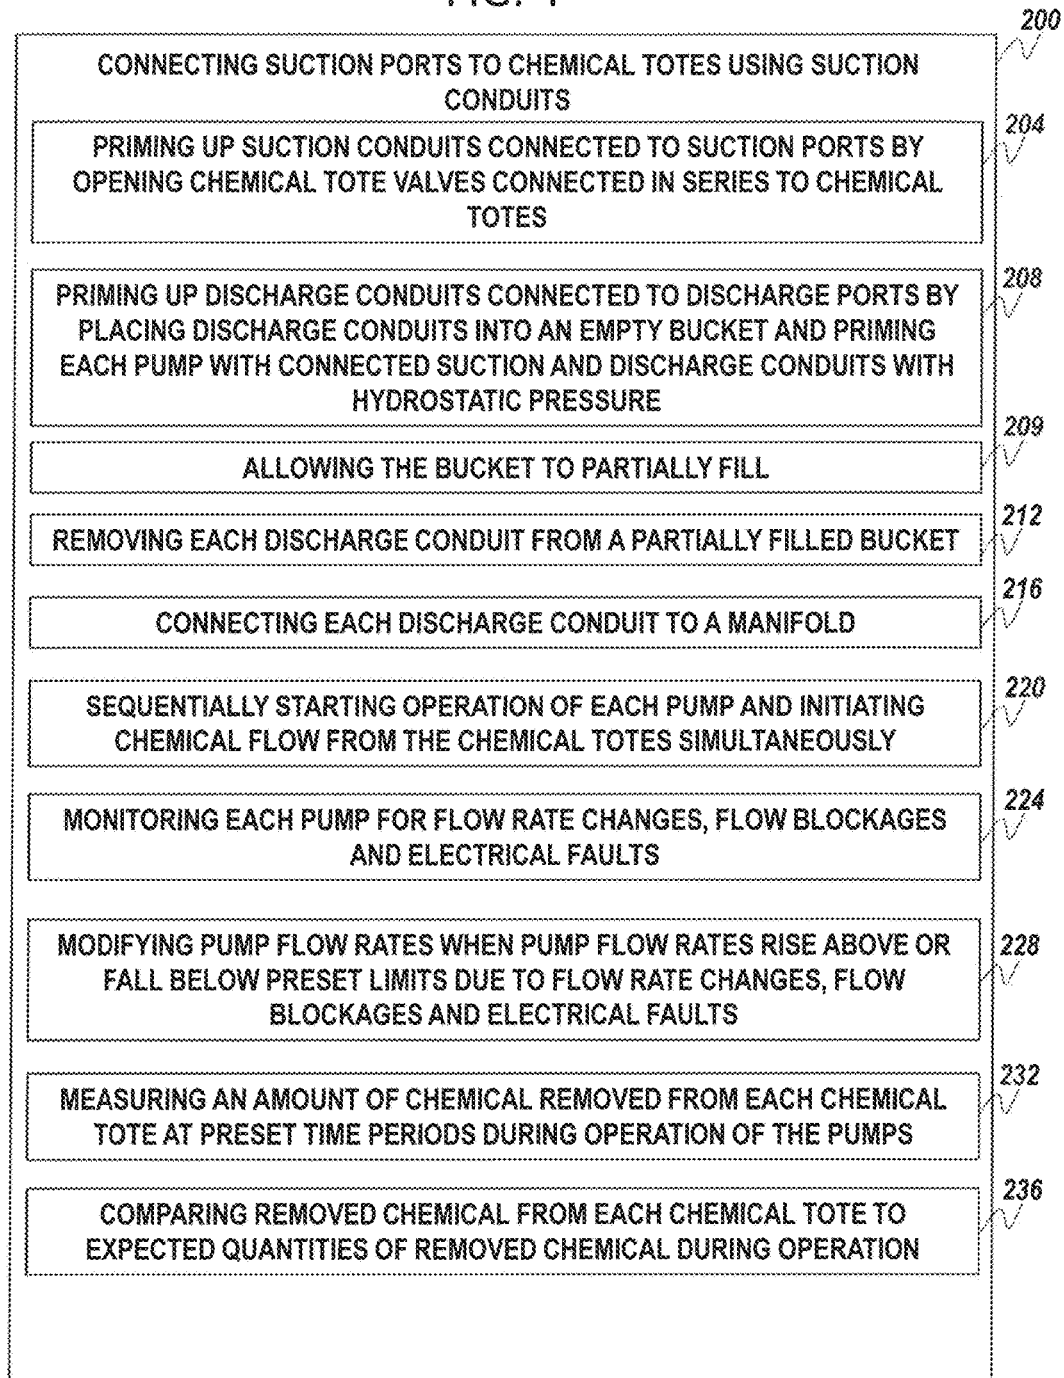 200
CONNECTING SUCTION PORTS TO CHEMICAL TOTES USING SUCTION
CONDUITS
204
PRIMING UP SUCTION CONDUITS CONNECTED TO SUCTION PORTS BY
OPENING CHEMICAL TOTE VALVES CONNECTED IN SERIES TO CHEMICAL
TOTES
208
PRIMING UP DISCHARGE CONDUITS CONNECTED TO DISCHARGE PORTS BY
PLACING DISCHARGE CONDUITS INTO AN EMPTY BUCKET AND PRIMING
EACH PUMP WITH CONNECTED SUCTION AND DISCHARGE CONDUITS WITH
HYDROSTATIC PRESSURE
209
ALLOWING THE BUCKET TO PARTIALLY FILL
212
REMOVING EACH DISCHARGE CONDUIT FROM A PARTIALLY FILLED BUCKET
216
CONNECTING EACH DISCHARGE CONDUIT TO A MANIFOLD
220
SEQUENTIALLY STARTING OPERATION OF EACH PUMP AND INITIATING
CHEMICAL FLOW FROM THE CHEMICAL TOTES SIMULTANEOUSLY
224
MONITORING EACH PUMP FOR FLOW RATE CHANGES, FLOW BLOCKAGES
AND ELECTRICAL FAULTS
228
MODIFYING PUMP FLOW RATES WHEN PUMP FLOW RATES RISE ABOVE OR
FALL BELOW PRESET LIMITS DUE TO FLOW RATE CHANGES, FLOW
BLOCKAGES AND ELECTRICAL FAULTS
232
MEASURING AN AMOUNT OF CHEMICAL REMOVED FROM EACH CHEMICAL
TOTE AT PRESET TIME PERIODS DURING OPERATION OF THE PUMPS
236
COMPARING REMOVED CHEMICAL FROM EACH CHEMICAL TOTE TO
EXPECTED QUANTITIES OF REMOVED CHEMICAL DURING OPERATION